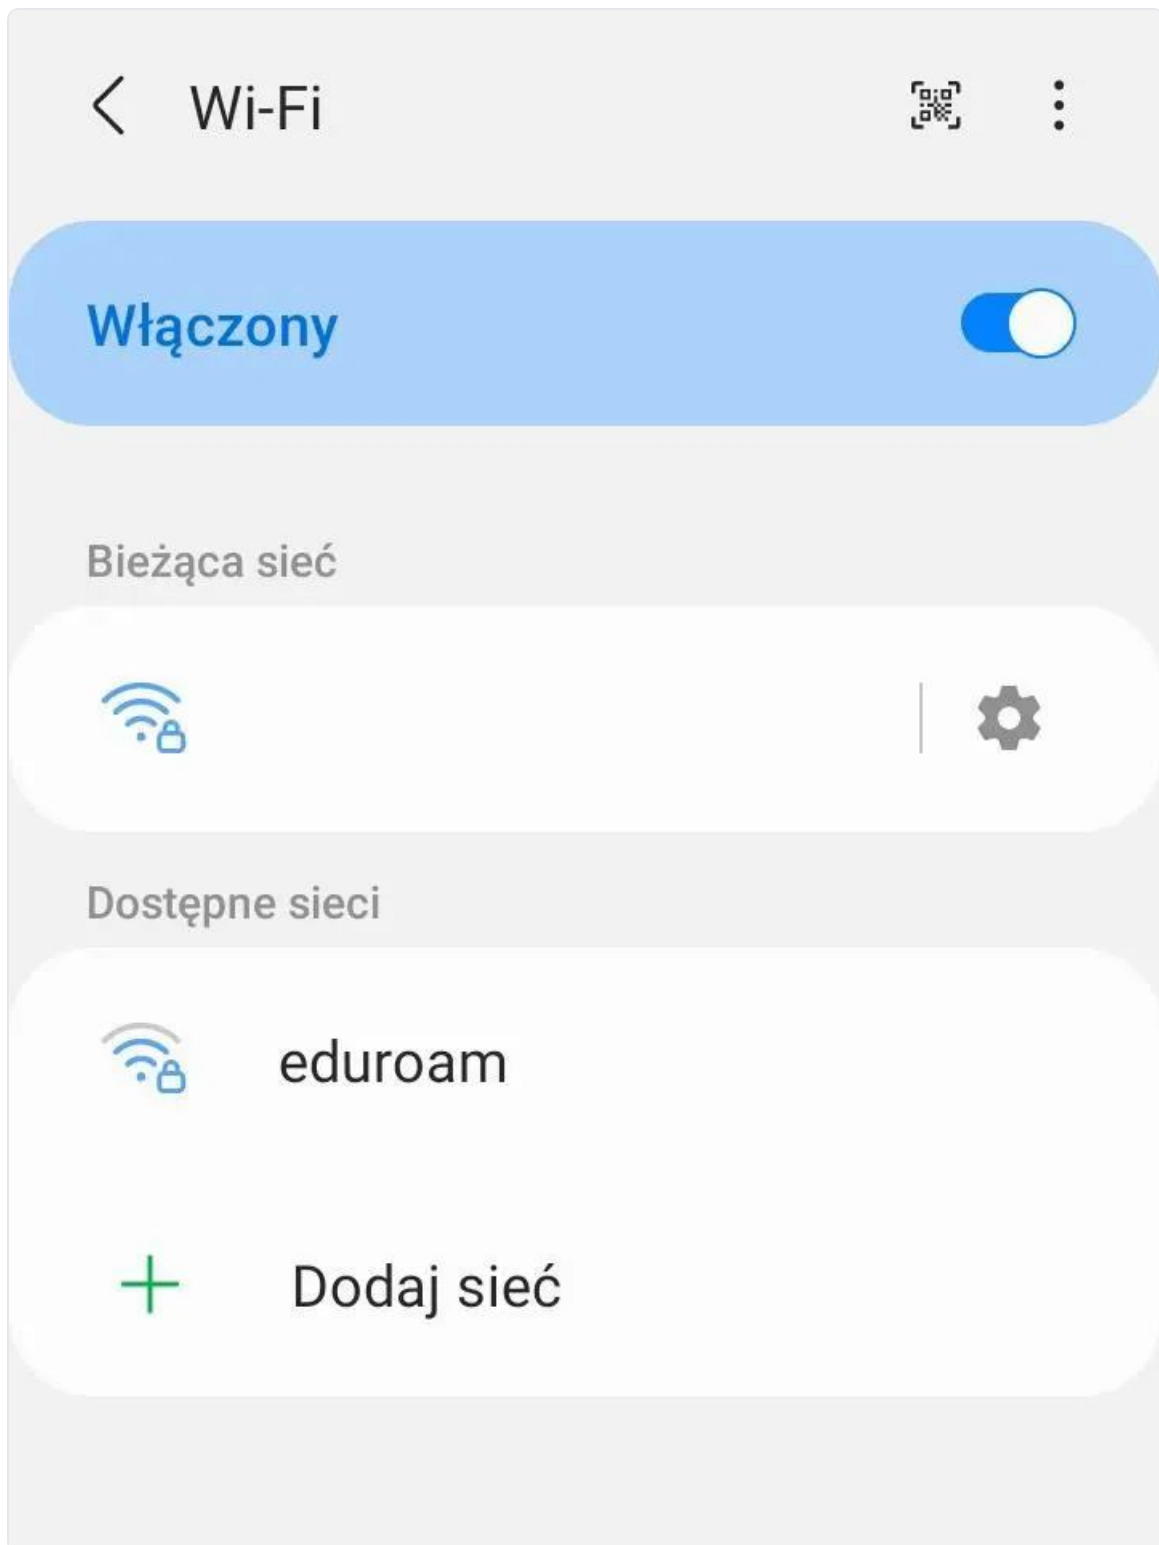 Wi-Fi
Włączony
Bieżąca sieć
Dostępne sieci
eduroam
Dodaj sieć